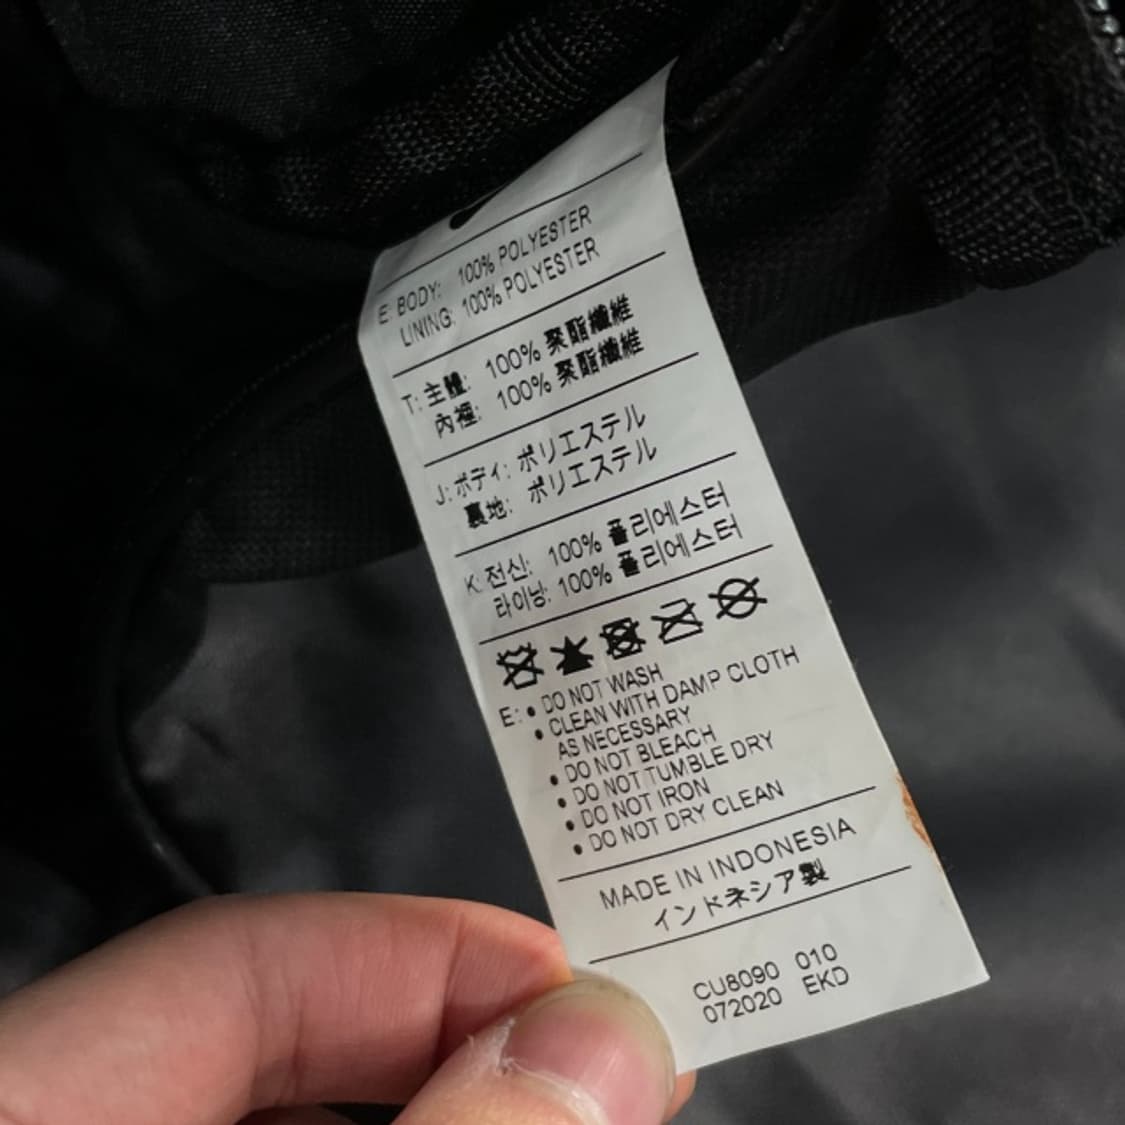 E: BODY: 100% POLYESTER
LINING: 100% POLYESTER
T: 主體: 100% 聚酯纖維
內裡: 100% 聚酯纖維
J: ボディ: ポリエステル
裏地: ポリエステル
K: 전신: 100% 폴리에스터
라이닝: 100% 폴리에스터
E: • DO NOT WASH
• CLEAN WITH DAMP CLOTH
AS NECESSARY
• DO NOT BLEACH
• DO NOT TUMBLE DRY
• DO NOT IRON
• DO NOT DRY CLEAN
MADE IN INDONESIA
インドネシア製
CU8090 010
072020 EKD